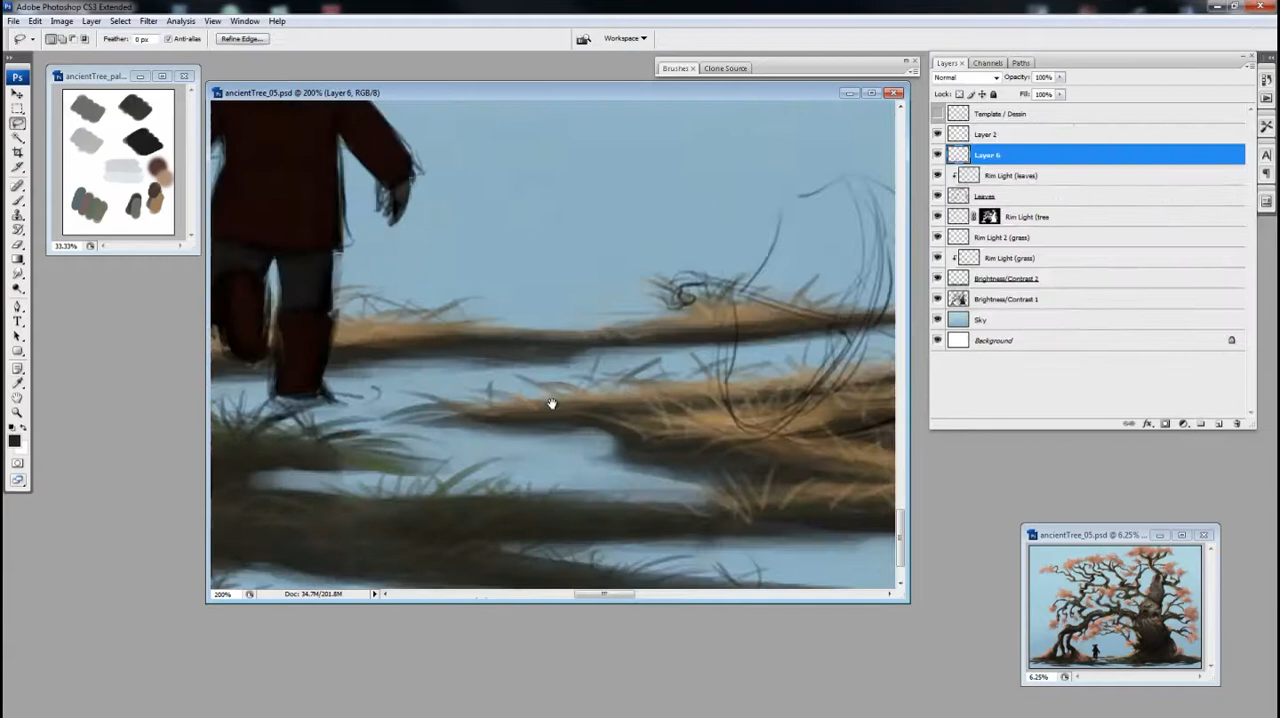 Adobe Photoshop CS3 Extended
File Edit Image Layer Select Filter Analysis View Window Help
Feather: 0 px Anti-alias Refine Edge... Workspace
Brushes Clone Source
ancientTree_pal...
33.33%
ancientTree_05.psd @ 200% (Layer 6, RGB/8)
200% Doc: 34.7M/201.8M
Layers Channels Paths
Normal Opacity: 100%
Lock: Fill: 100%
Template / Dessin
Layer 2
Layer 6
Rim Light (leaves)
Leaves
Rim Light (tree
Rim Light 2 (grass)
Rim Light (grass)
Brightness/Contrast 2
Brightness/Contrast 1
Sky
Background
ancientTree_05.psd @ 6.25% ...
6.25%
Ps